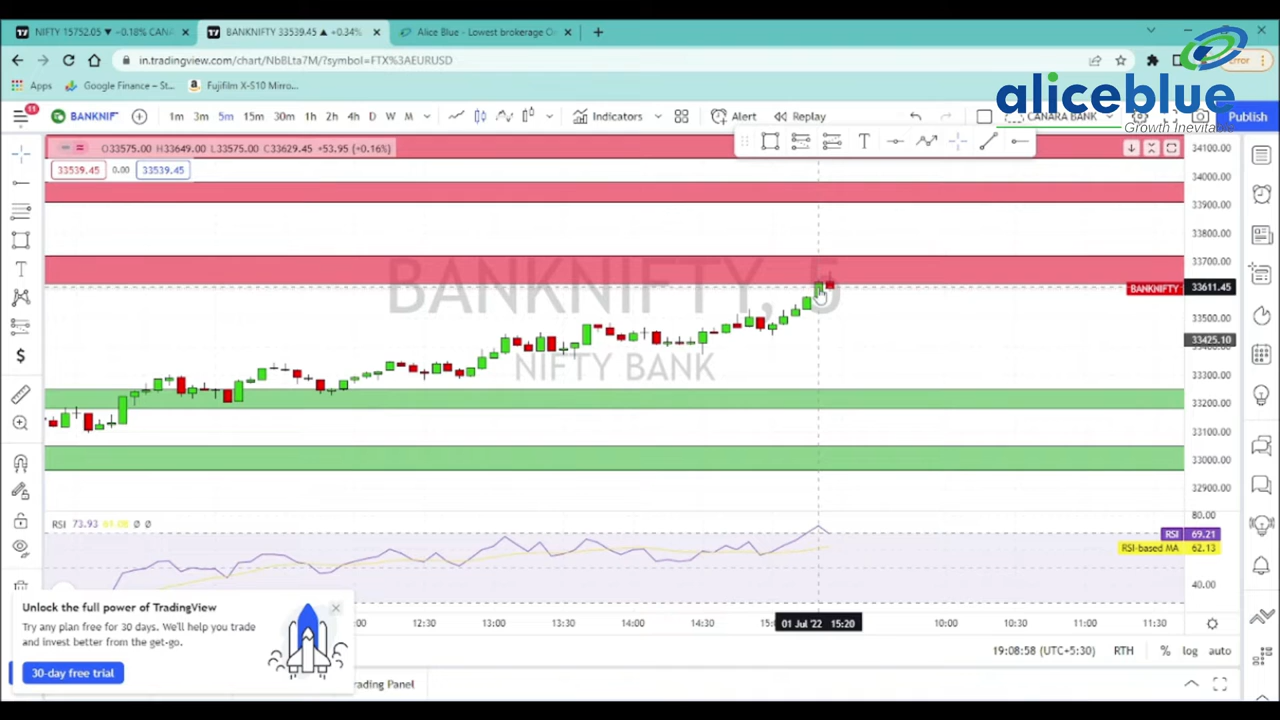 NIFTY 15752.05 ▼ −0.18% CANA
BANKNIFTY 33539.45 ▲ +0.34%
Alice Blue - Lowest brokerage O
in.tradingview.com/chart/NbBLta7M/?symbol=FTX%3AEURUSD
Error
Apps
Google Finance – St...
Fujifilm X-S10 Mirro...
aliceblue
Growth Inevitable
11
BANKNIF
1m 3m 5m 15m 30m 1h 2h 4h D W M
Indicators
Alert
Replay
CANARA BANK
Publish
O33575.00 H33649.00 L33575.00 C33629.45 +53.95 (+0.16%)
33539.45 0.00 33539.45
BANKNIFTY, 5
NIFTY BANK
34100.00
34000.00
33900.00
33800.00
33700.00
BANKNIFTY 33611.45
33500.00
33425.10
33400.00
33300.00
33200.00
33100.00
33000.00
32900.00
80.00
RSI 73.93 61.08 Ø Ø
RSI 69.21
RSI-based MA 62.13
40.00
Unlock the full power of TradingView
Try any plan free for 30 days. We'll help you trade
and invest better from the get-go.
30-day free trial
:00 12:30 13:00 13:30 14:00 14:30 15:0 01 Jul '22 15:20 10:00 10:30 11:00 11:30
19:08:58 (UTC+5:30) RTH % log auto
rading Panel